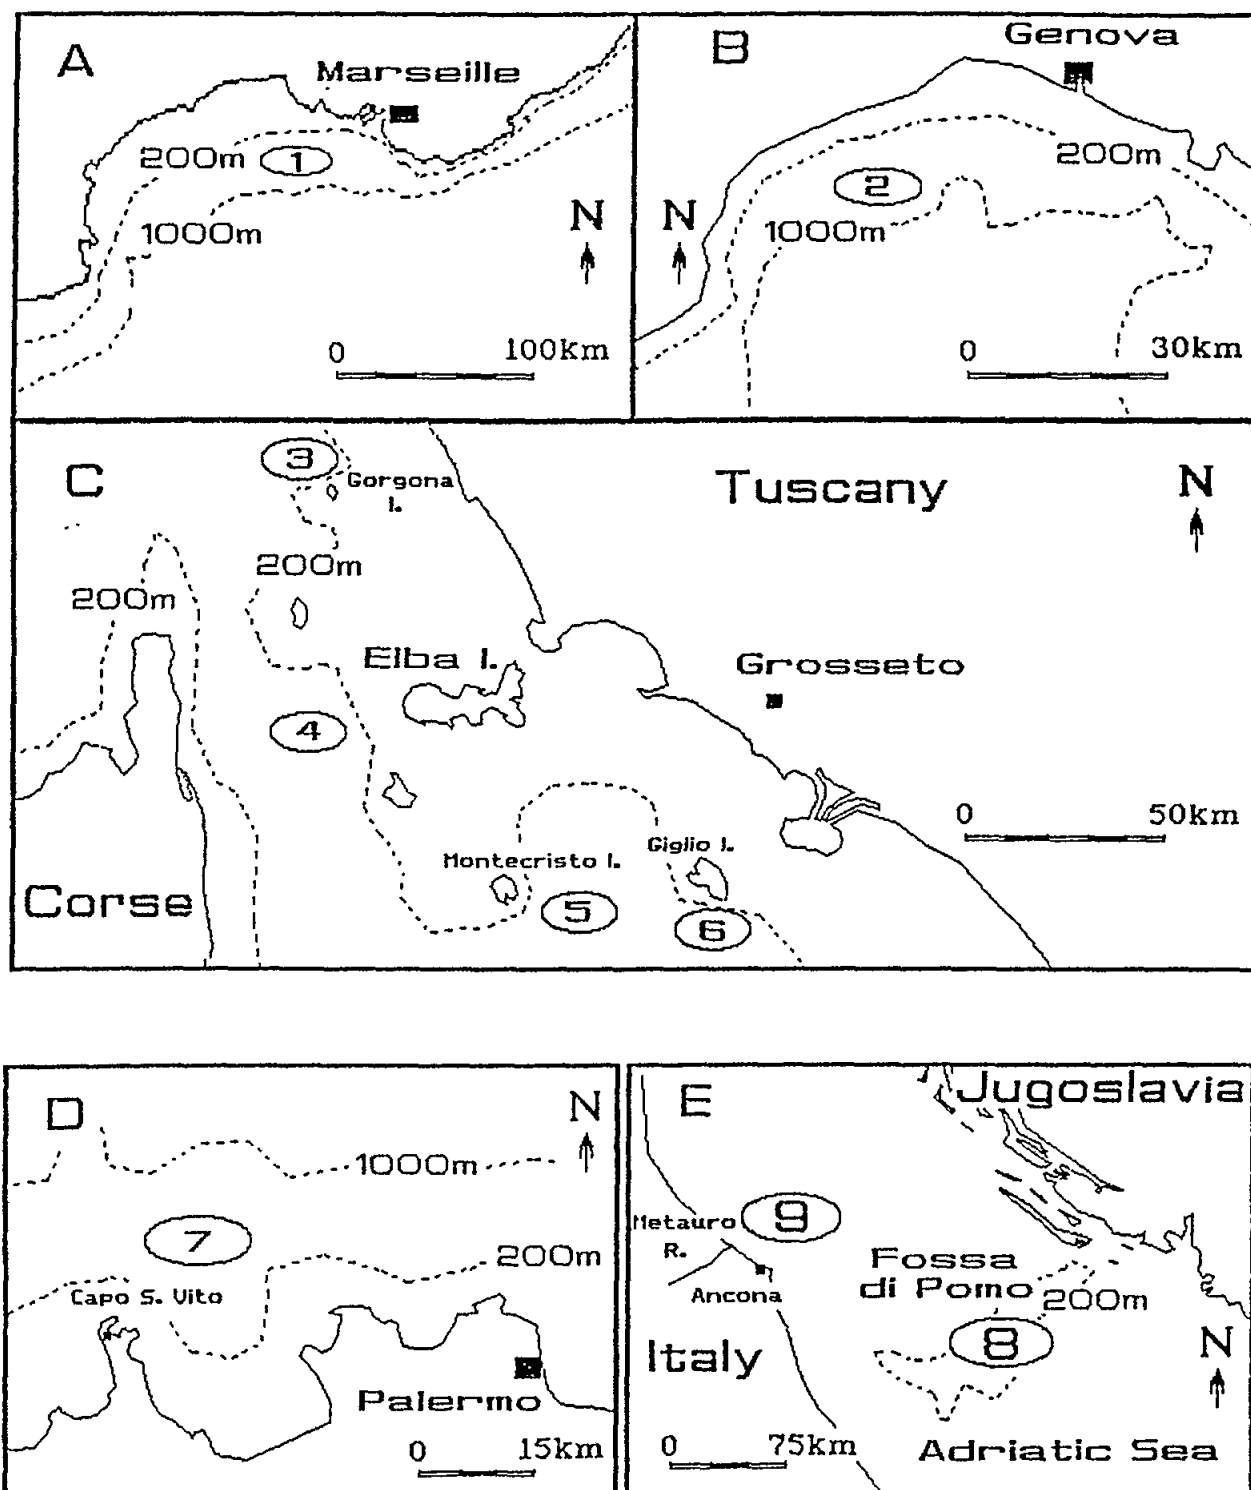 A
Marseille
200m
1
1000m
N
0 100km
B
Genova
200m
2
N
1000m
0 30km
C
3
Gorgona
I.
Tuscany
N
200m
200m
Elba I.
Grosseto
4
0 50km
Montecristo I.
Giglio I.
Corse
5
6
D
N
1000m
7
200m
Capo S. Vito
Palermo
0 15km
E
Jugoslavia
9
Metauro
R.
Ancona
Fossa
di Pomo
200m
8
N
Italy
0 75km
Adriatic Sea